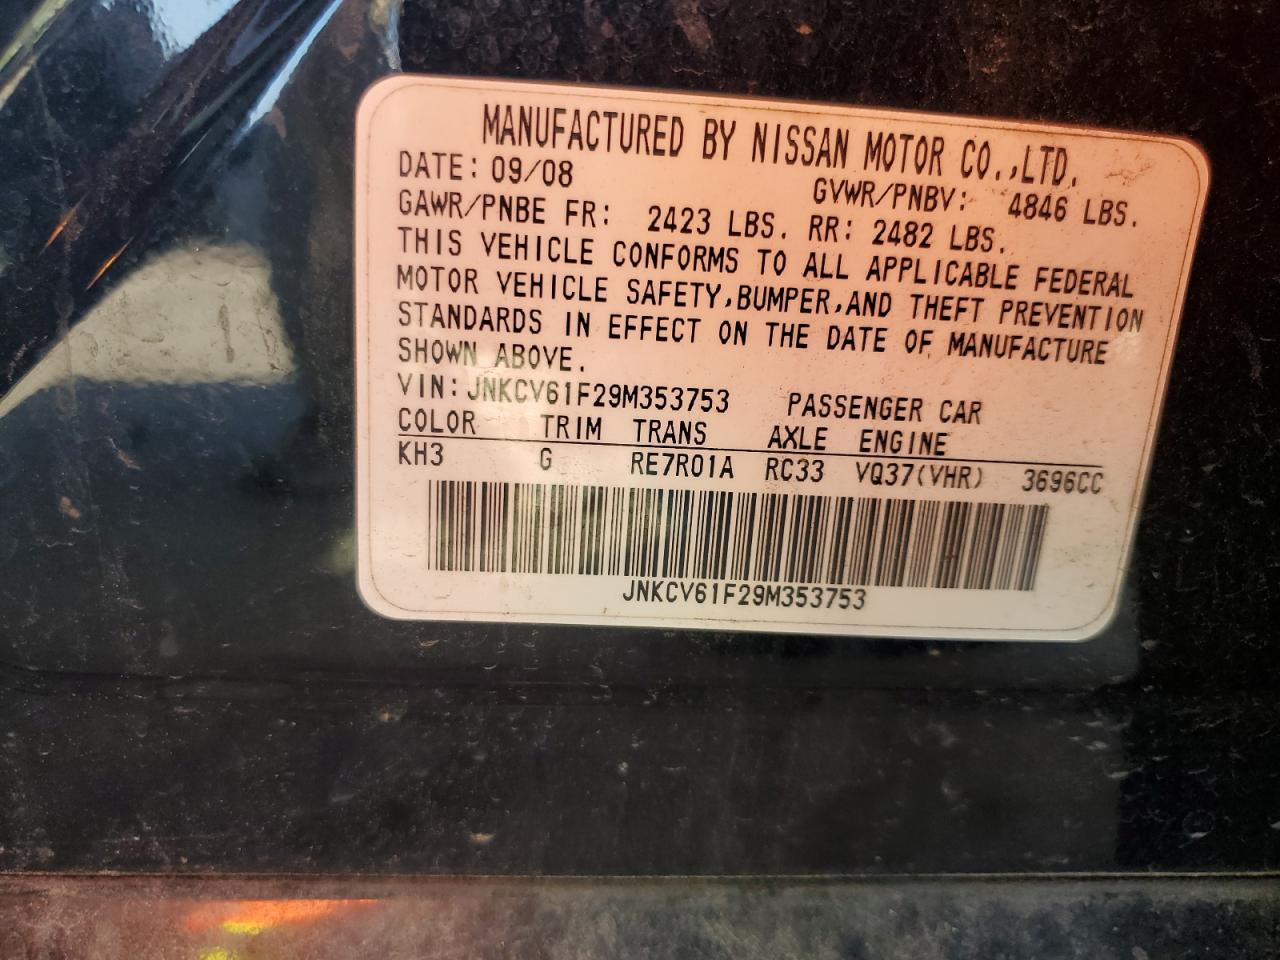 MANUFACTURED BY NISSAN MOTOR CO.,LTD.
DATE: 09/08 GVWR/PNBV: 4846 LBS.
GAWR/PNBE FR: 2423 LBS. RR: 2482 LBS.
THIS VEHICLE CONFORMS TO ALL APPLICABLE FEDERAL
MOTOR VEHICLE SAFETY,BUMPER,AND THEFT PREVENTION
STANDARDS IN EFFECT ON THE DATE OF MANUFACTURE
SHOWN ABOVE.
VIN: JNKCV61F29M353753 PASSENGER CAR
COLOR TRIM TRANS AXLE ENGINE
KH3 G RE7R01A RC33 VQ37(VHR) 3696CC
JNKCV61F29M353753